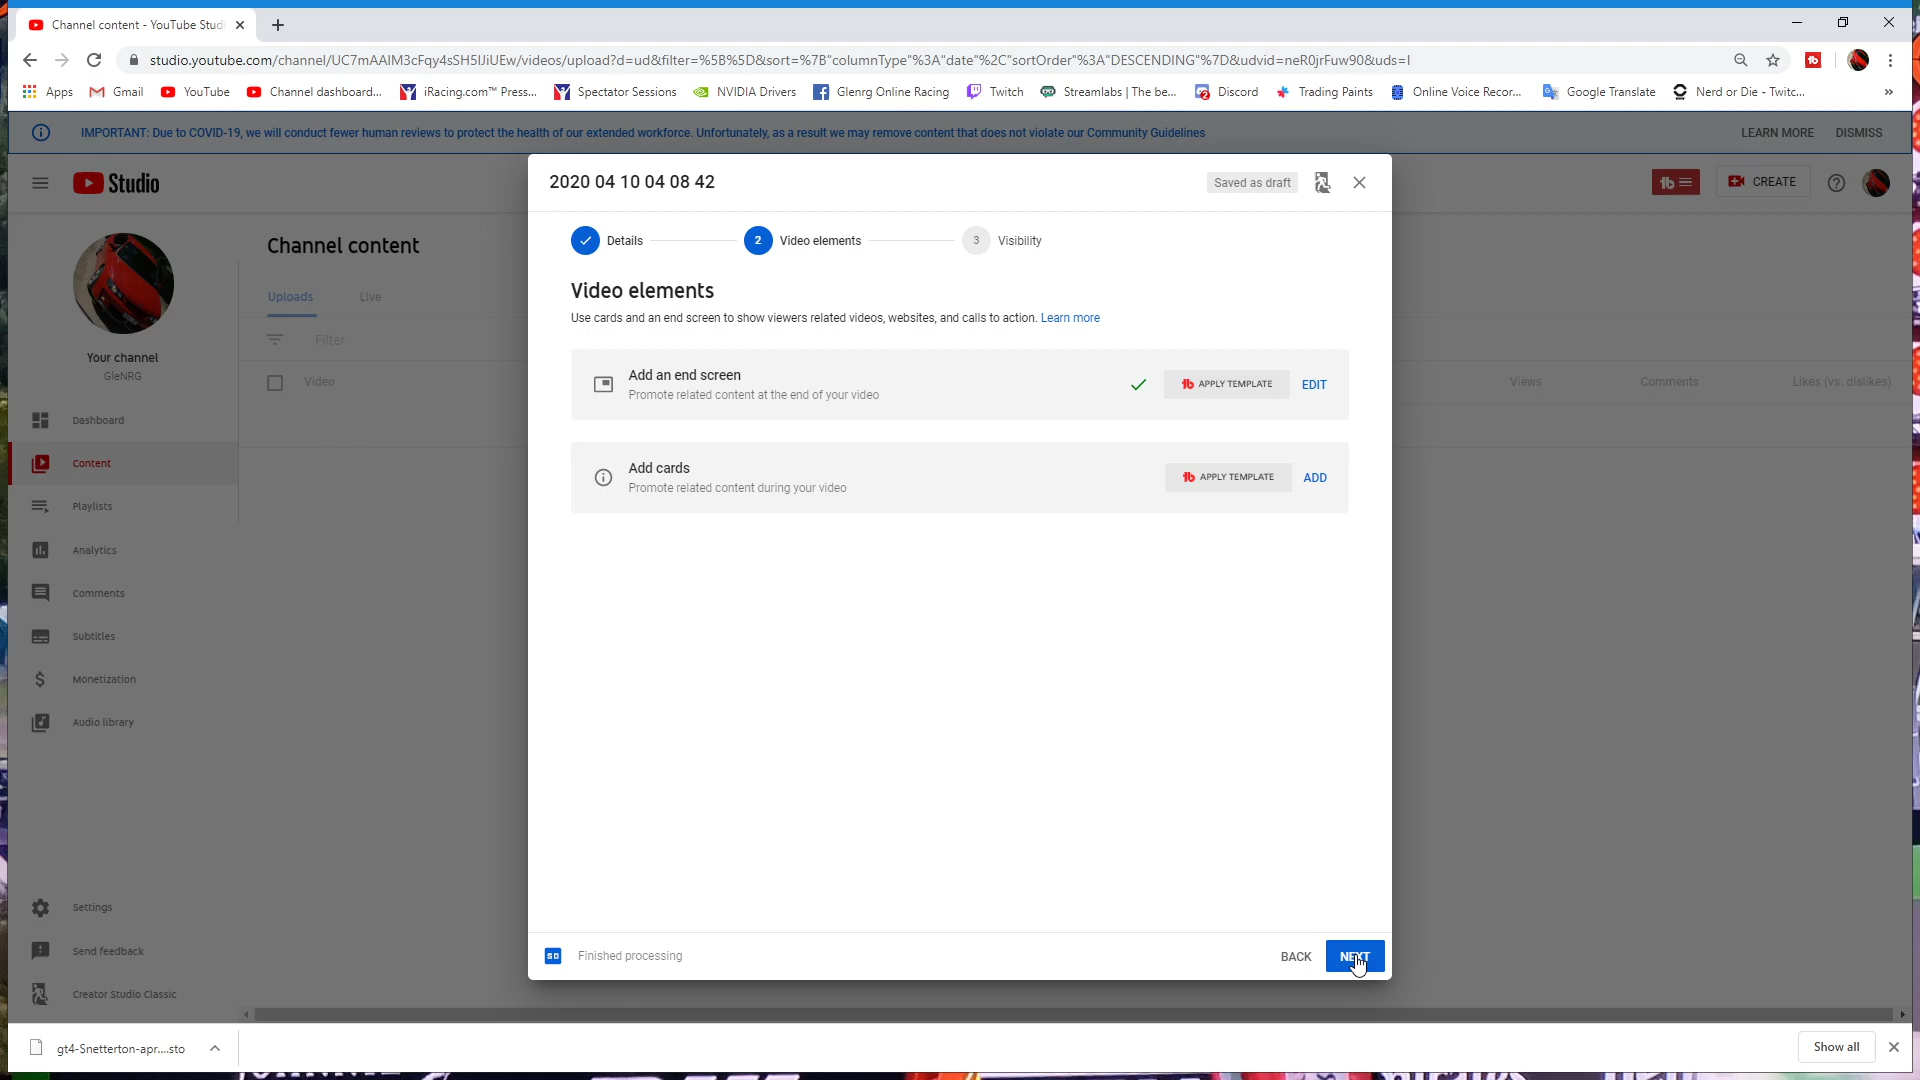 Channel content - YouTube Studi
studio.youtube.com/channel/UC7mAAIM3cFqy4sSH5IJiUEw/videos/upload?d=ud&filter=%5B%5D&sort=%7B"columnType"%3A"date"%2C"sortOrder"%3A"DESCENDING"%7D&udvid=neR0jrFuw90&uds=I
Apps Gmail YouTube Channel dashboard... iRacing.com™ Press... Spectator Sessions NVIDIA Drivers Glenrg Online Racing Twitch Streamlabs | The be... Discord Trading Paints Online Voice Recor... Google Translate Nerd or Die - Twitc... »
IMPORTANT: Due to COVID-19, we will conduct fewer human reviews to protect the health of our extended workforce. Unfortunately, as a result we may remove content that does not violate our Community Guidelines LEARN MORE DISMISS
Studio
CREATE
2020 04 10 04 08 42
Saved as draft
Details
2 Video elements
3 Visibility
Video elements
Use cards and an end screen to show viewers related videos, websites, and calls to action. Learn more
Add an end screen
Promote related content at the end of your video
APPLY TEMPLATE EDIT
Add cards
Promote related content during your video
APPLY TEMPLATE ADD
SD Finished processing
BACK NEXT
Your channel
GleNRG
Dashboard
Content
Playlists
Analytics
Comments
Subtitles
Monetization
Audio library
Settings
Send feedback
Creator Studio Classic
Channel content
Uploads Live
Filter
Video
Views Comments Likes (vs. dislikes)
gt4-Snetterton-apr....sto
Show all